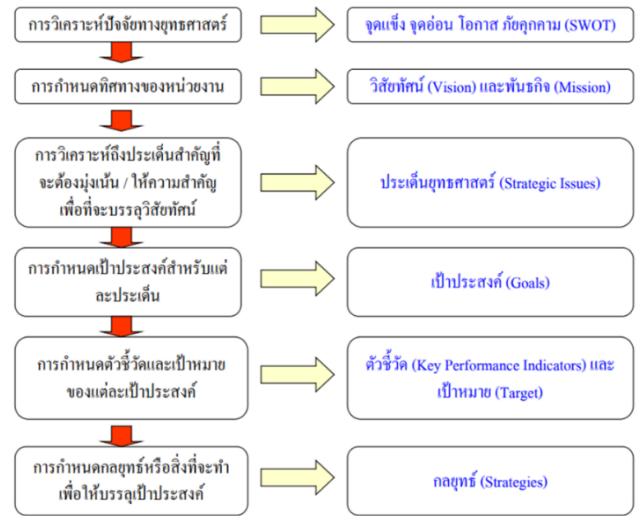 การวิเคราะห์ปัจจัยทางยุทธศาสตร์
จุดแข็ง จุดอ่อน โอกาส ภัยคุกคาม (SWOT)
การกำหนดทิศทางของหน่วยงาน
วิสัยทัศน์ (Vision) และพันธกิจ (Mission)
การวิเคราะห์ถึงประเด็นสำคัญที่
จะต้องมุ่งเน้น / ให้ความสำคัญ
เพื่อที่จะบรรลุวิสัยทัศน์
ประเด็นยุทธศาสตร์ (Strategic Issues)
การกำหนดเป้าประสงค์สำหรับแต่
ละประเด็น
เป้าประสงค์ (Goals)
การกำหนดตัวชี้วัดและเป้าหมาย
ของแต่ละเป้าประสงค์
ตัวชี้วัด (Key Performance Indicators) และ
เป้าหมาย (Target)
การกำหนดกลยุทธ์หรือสิ่งที่จะทำ
เพื่อให้บรรลุเป้าประสงค์
กลยุทธ์ (Strategies)